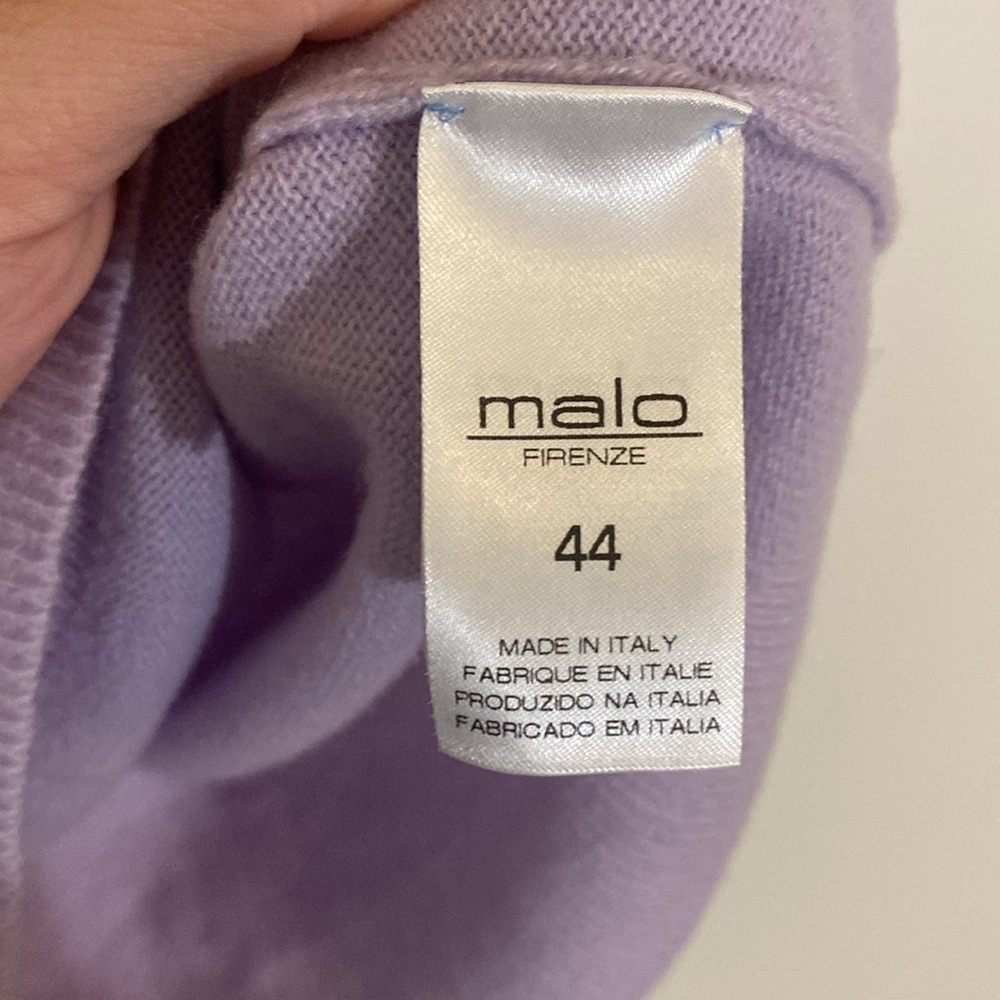 malo
FIRENZE
44
MADE IN ITALY
FABRIQUE EN ITALIE
PRODUZIDO NA ITALIA
FABRICADO EM ITALIA